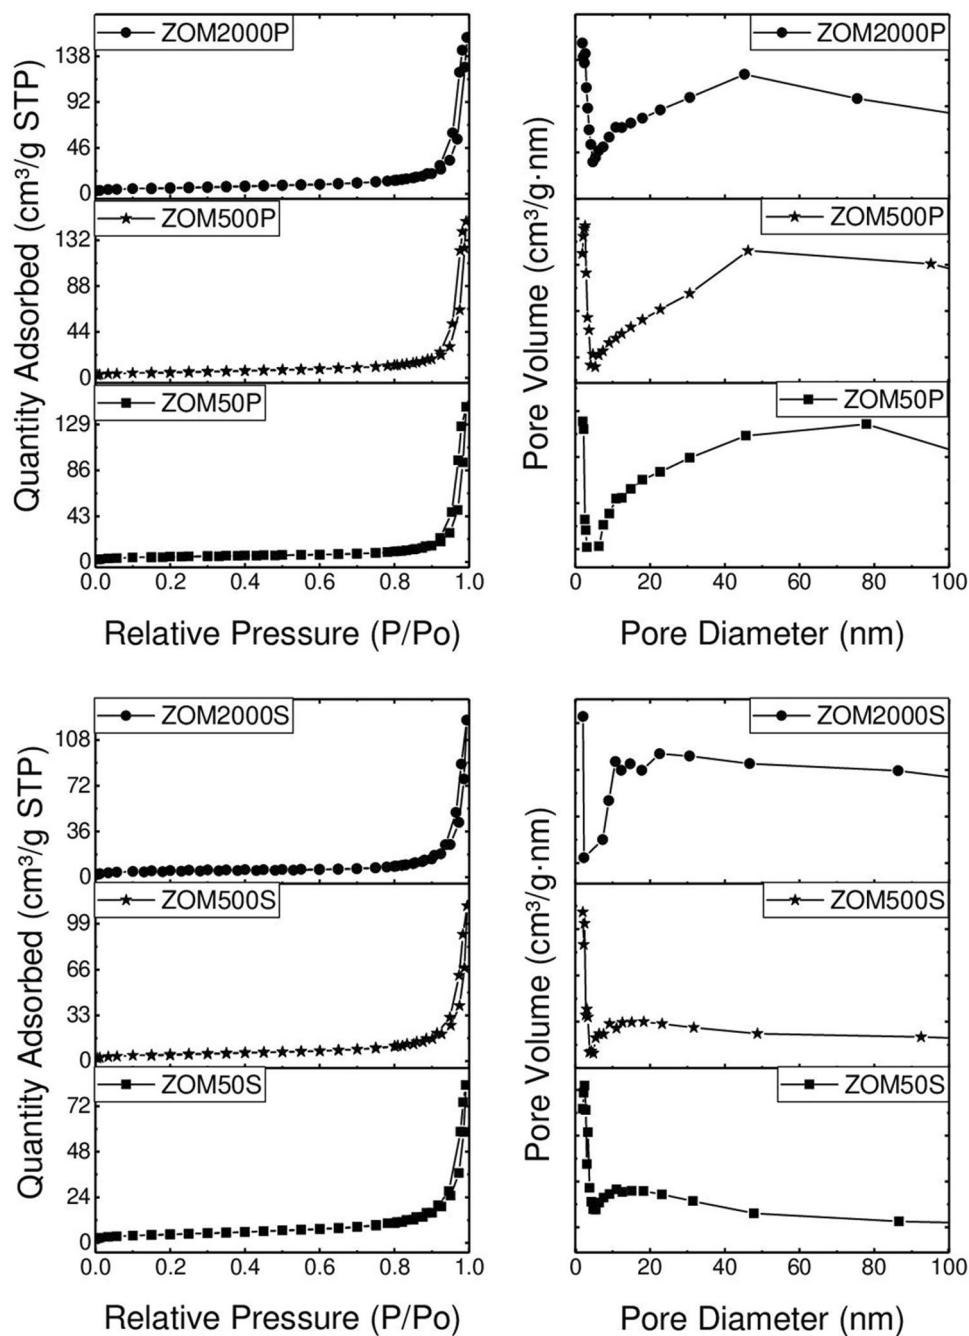 ZOM2000P
138
92
46
0
ZOM500P
132
88
44
0
ZOM50P
129
86
43
0
0.0 0.2 0.4 0.6 0.8 1.0
Quantity Adsorbed (cm³/g STP)
Relative Pressure (P/Po)
ZOM2000P
ZOM500P
ZOM50P
0 20 40 60 80 100
Pore Volume (cm³/g·nm)
Pore Diameter (nm)
ZOM2000S
108
72
36
0
ZOM500S
99
66
33
0
ZOM50S
72
48
24
0
0.0 0.2 0.4 0.6 0.8 1.0
Quantity Adsorbed (cm³/g STP)
Relative Pressure (P/Po)
ZOM2000S
ZOM500S
ZOM50S
0 20 40 60 80 100
Pore Volume (cm³/g·nm)
Pore Diameter (nm)